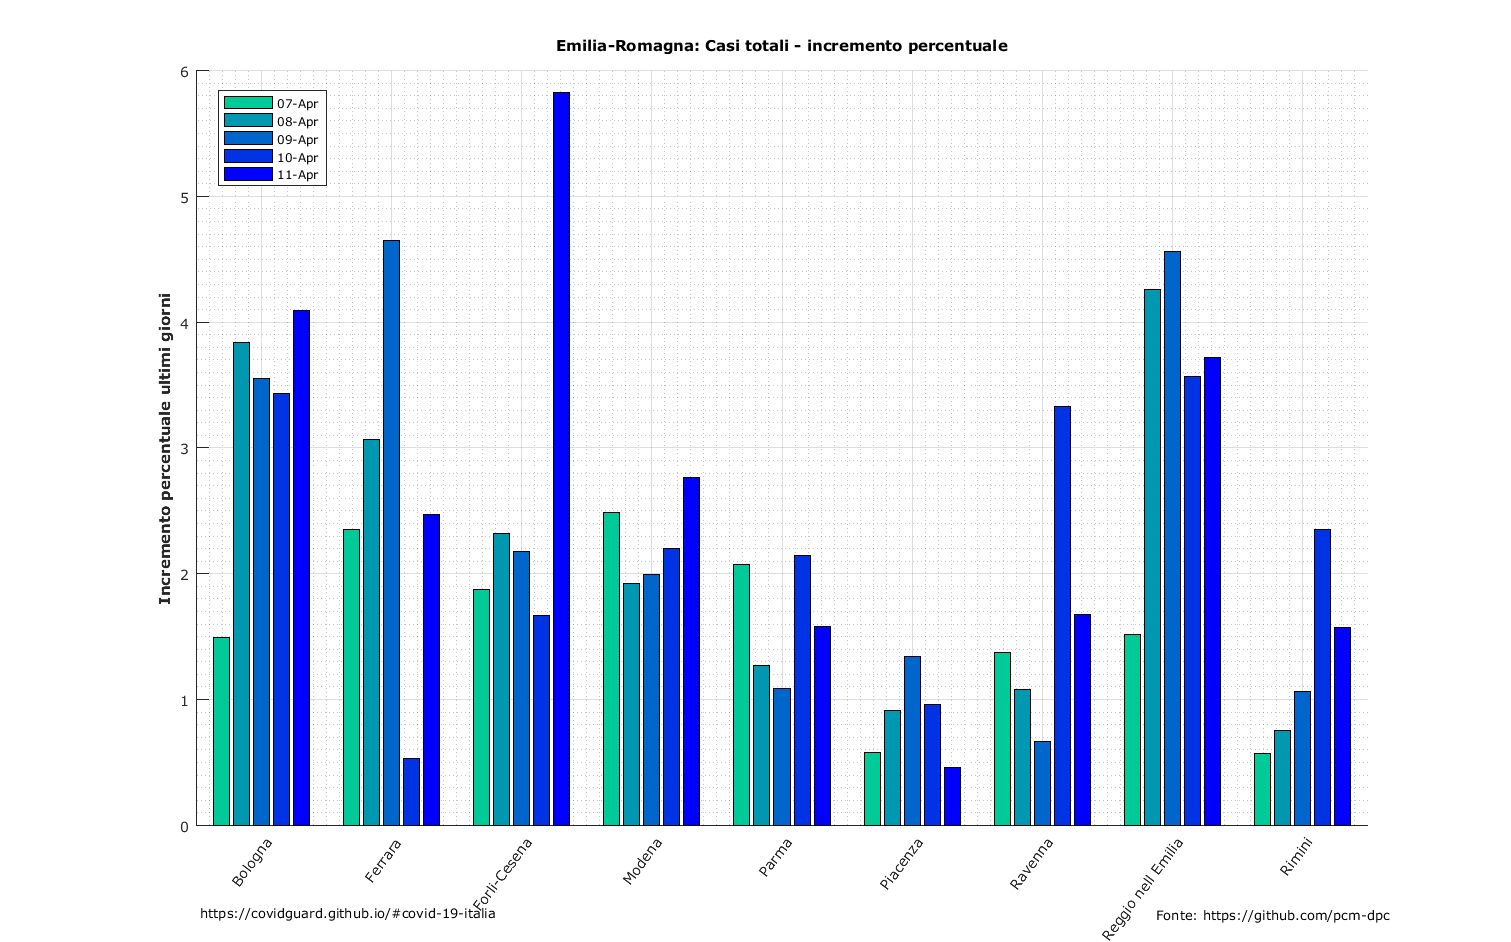 Emilia-Romagna: Casi totali - incremento percentuale
6
5
4
3
2
1
0
Incremento percentuale ultimi giorni
07-Apr
08-Apr
09-Apr
10-Apr
11-Apr
Bologna
Ferrara
Forlì-Cesena
Modena
Parma
Piacenza
Ravenna
Reggio nell Emilia
Rimini
https://covidguard.github.io/#covid-19-italia
Fonte: https://github.com/pcm-dpc